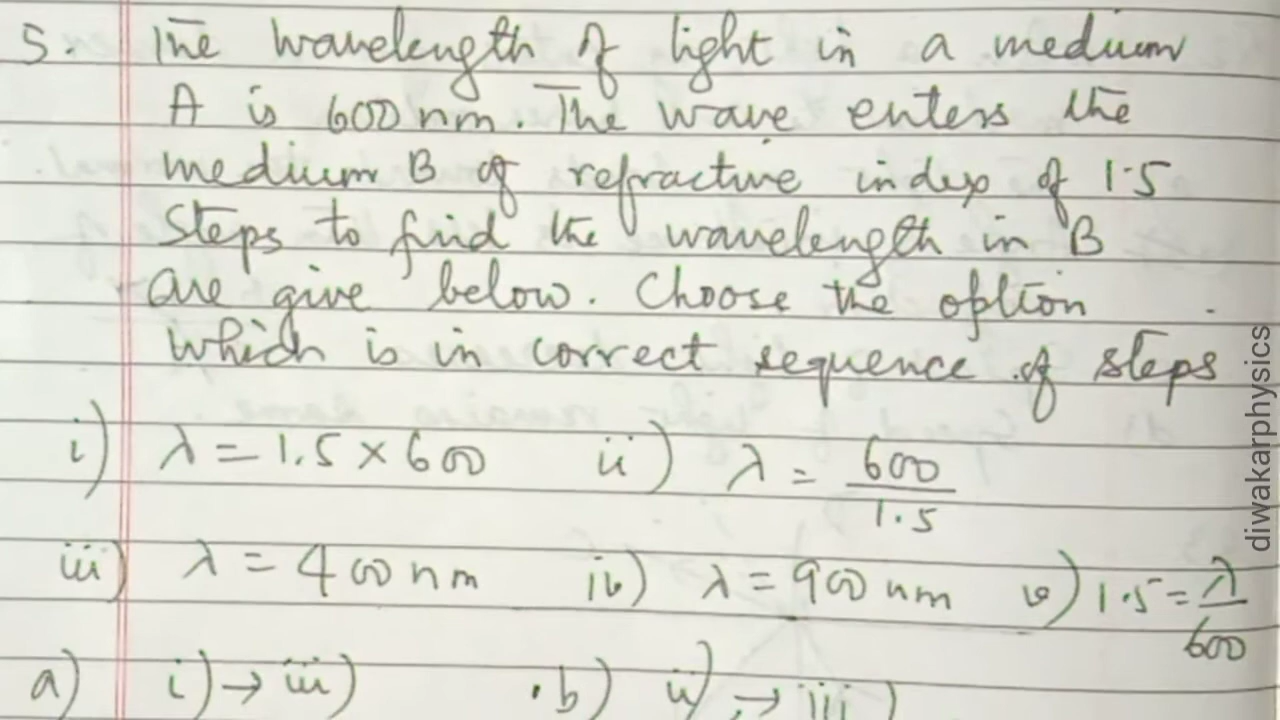 5. The wavelength of light in a medium
A is 600 nm. The wave enters the
medium B of refractive index of 1.5
Steps to find the wavelength in B
are give below. Choose the option
which is in correct sequence of steps
i) λ = 1.5 × 600 ii) λ = 600/1.5
iii) λ = 400 nm iv) λ = 900 nm v) 1.5 = λ/600
a) i) → iii) b) ii) → iii)
diwakarphysics